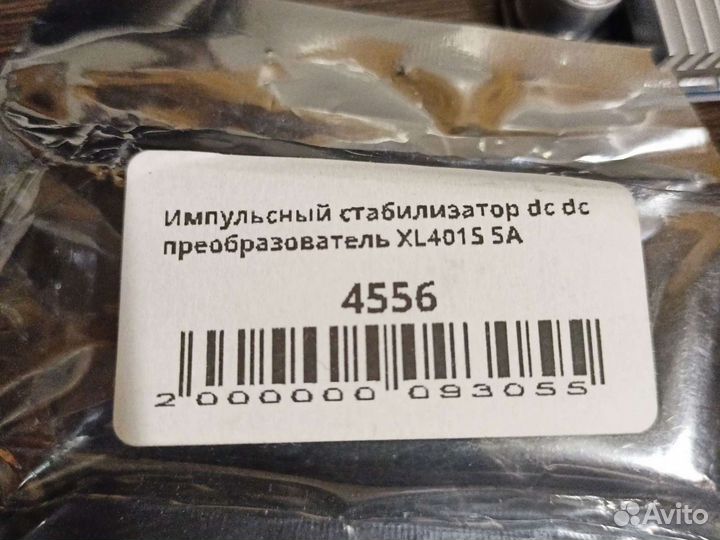 Импульсный стабилизатор dc dc
преобразователь XL4015 5A
4556
2 000000 093055
Avito